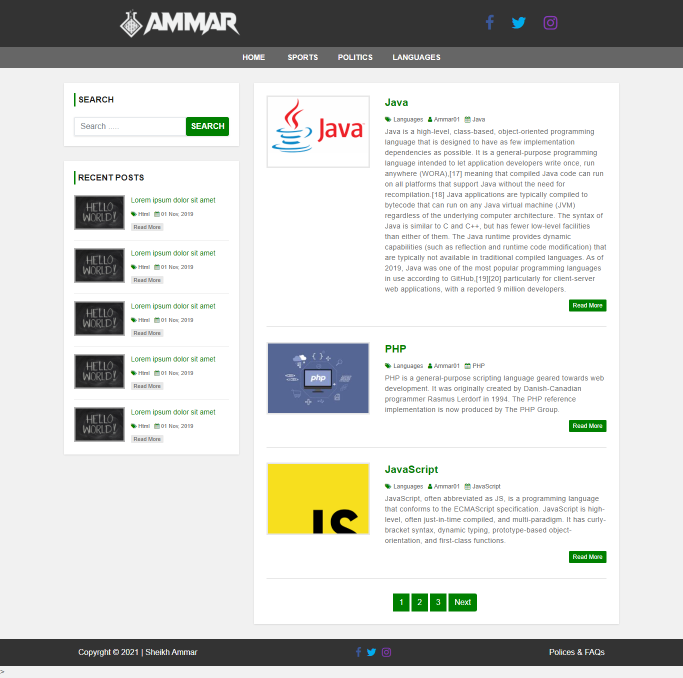 AMMAR
HOME SPORTS POLITICS LANGUAGES
SEARCH
Search .....
SEARCH
RECENT POSTS
HELLO WORLD!
Lorem ipsum dolor sit amet
Html 01 Nov, 2019
Read More
HELLO WORLD!
Lorem ipsum dolor sit amet
Html 01 Nov, 2019
Read More
HELLO WORLD!
Lorem ipsum dolor sit amet
Html 01 Nov, 2019
Read More
HELLO WORLD!
Lorem ipsum dolor sit amet
Html 01 Nov, 2019
Read More
HELLO WORLD!
Lorem ipsum dolor sit amet
Html 01 Nov, 2019
Read More
Java
Java
Languages Ammar01 Java
Java is a high-level, class-based, object-oriented programming
language that is designed to have as few implementation
dependencies as possible. It is a general-purpose programming
language intended to let application developers write once, run
anywhere (WORA),[17] meaning that compiled Java code can run
on all platforms that support Java without the need for
recompilation.[18] Java applications are typically compiled to
bytecode that can run on any Java virtual machine (JVM)
regardless of the underlying computer architecture. The syntax of
Java is similar to C and C++, but has fewer low-level facilities
than either of them. The Java runtime provides dynamic
capabilities (such as reflection and runtime code modification) that
are typically not available in traditional compiled languages. As of
2019, Java was one of the most popular programming languages
in use according to GitHub,[19][20] particularly for client-server
web applications, with a reported 9 million developers.
Read More
php
PHP
Languages Ammar01 PHP
PHP is a general-purpose scripting language geared towards web
development. It was originally created by Danish-Canadian
programmer Rasmus Lerdorf in 1994. The PHP reference
implementation is now produced by The PHP Group.
Read More
JS
JavaScript
Languages Ammar01 JavaScript
JavaScript, often abbreviated as JS, is a programming language
that conforms to the ECMAScript specification. JavaScript is high-
level, often just-in-time compiled, and multi-paradigm. It has curly-
bracket syntax, dynamic typing, prototype-based object-
orientation, and first-class functions.
Read More
1 2 3 Next
Copyrght © 2021 | Sheikh Ammar
Polices & FAQs
>